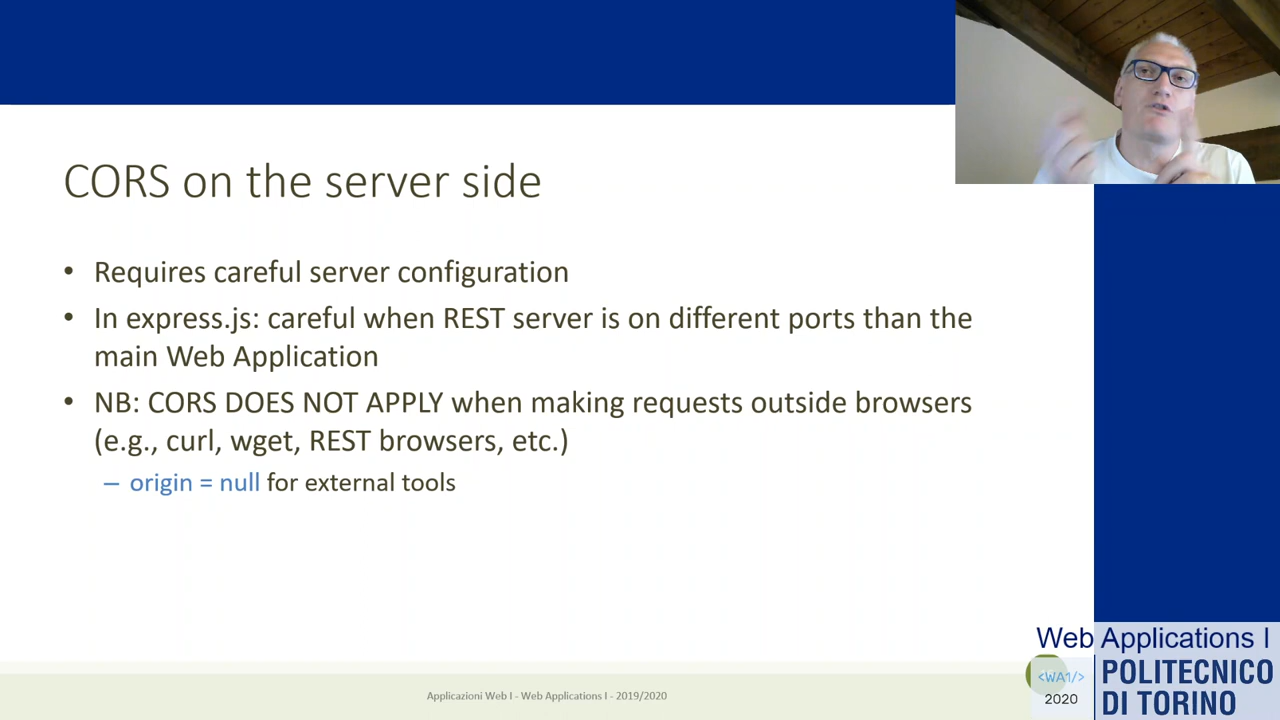 CORS on the server side
• Requires careful server configuration
• In express.js: careful when REST server is on different ports than the
main Web Application
• NB: CORS DOES NOT APPLY when making requests outside browsers
(e.g., curl, wget, REST browsers, etc.)
– origin = null for external tools
Applicazioni Web I - Web Applications I - 2019/2020
Web Applications I
<WA1/>
2020
POLITECNICO
DI TORINO